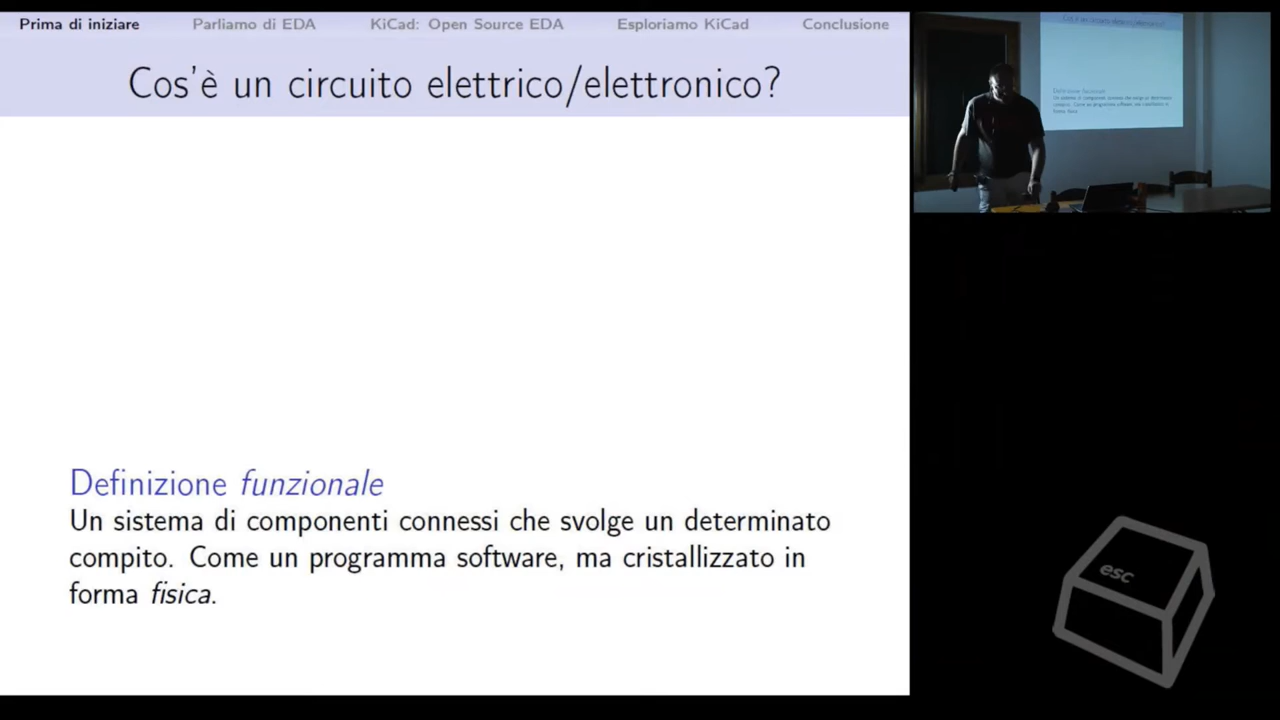 Prima di iniziare Parliamo di EDA KiCad: Open Source EDA Esploriamo KiCad Conclusione
Cos'è un circuito elettrico/elettronico?
Definizione funzionale
Un sistema di componenti connessi che svolge un determinato
compito. Come un programma software, ma cristallizzato in
forma fisica.
esc